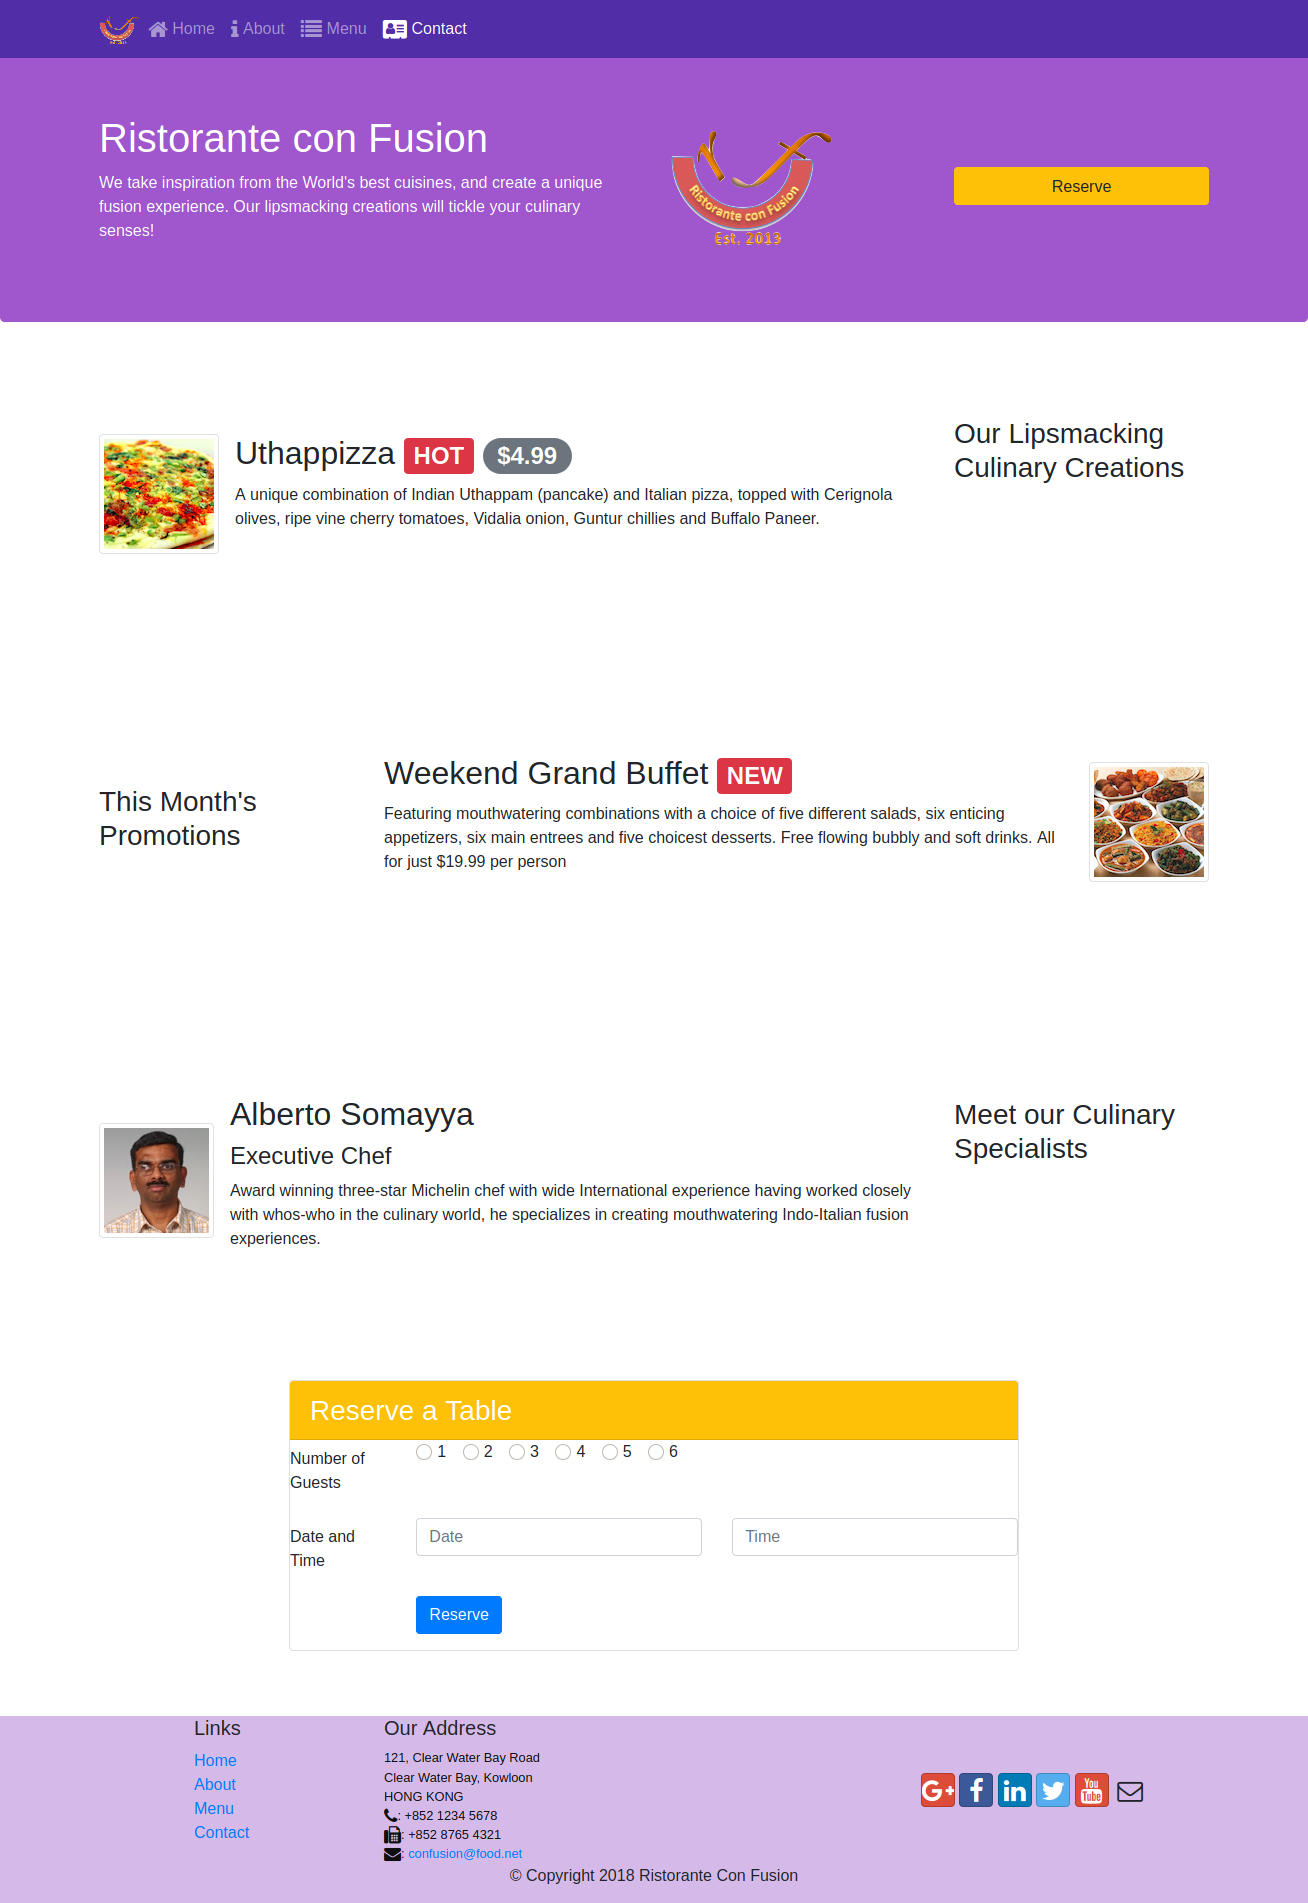 Home About Menu Contact
Ristorante con Fusion
We take inspiration from the World's best cuisines, and create a unique
fusion experience. Our lipsmacking creations will tickle your culinary
senses!
Ristorante con Fusion
Est. 2013
Reserve
Uthappizza HOT $4.99
A unique combination of Indian Uthappam (pancake) and Italian pizza, topped with Cerignola
olives, ripe vine cherry tomatoes, Vidalia onion, Guntur chillies and Buffalo Paneer.
Our Lipsmacking
Culinary Creations
This Month's
Promotions
Weekend Grand Buffet NEW
Featuring mouthwatering combinations with a choice of five different salads, six enticing
appetizers, six main entrees and five choicest desserts. Free flowing bubbly and soft drinks. All
for just $19.99 per person
Alberto Somayya
Executive Chef
Award winning three-star Michelin chef with wide International experience having worked closely
with whos-who in the culinary world, he specializes in creating mouthwatering Indo-Italian fusion
experiences.
Meet our Culinary
Specialists
Reserve a Table
Number of
Guests
1 2 3 4 5 6
Date and
Time
Date
Time
Reserve
Links
Home
About
Menu
Contact
Our Address
121, Clear Water Bay Road
Clear Water Bay, Kowloon
HONG KONG
: +852 1234 5678
: +852 8765 4321
: confusion@food.net
You
Tube
© Copyright 2018 Ristorante Con Fusion